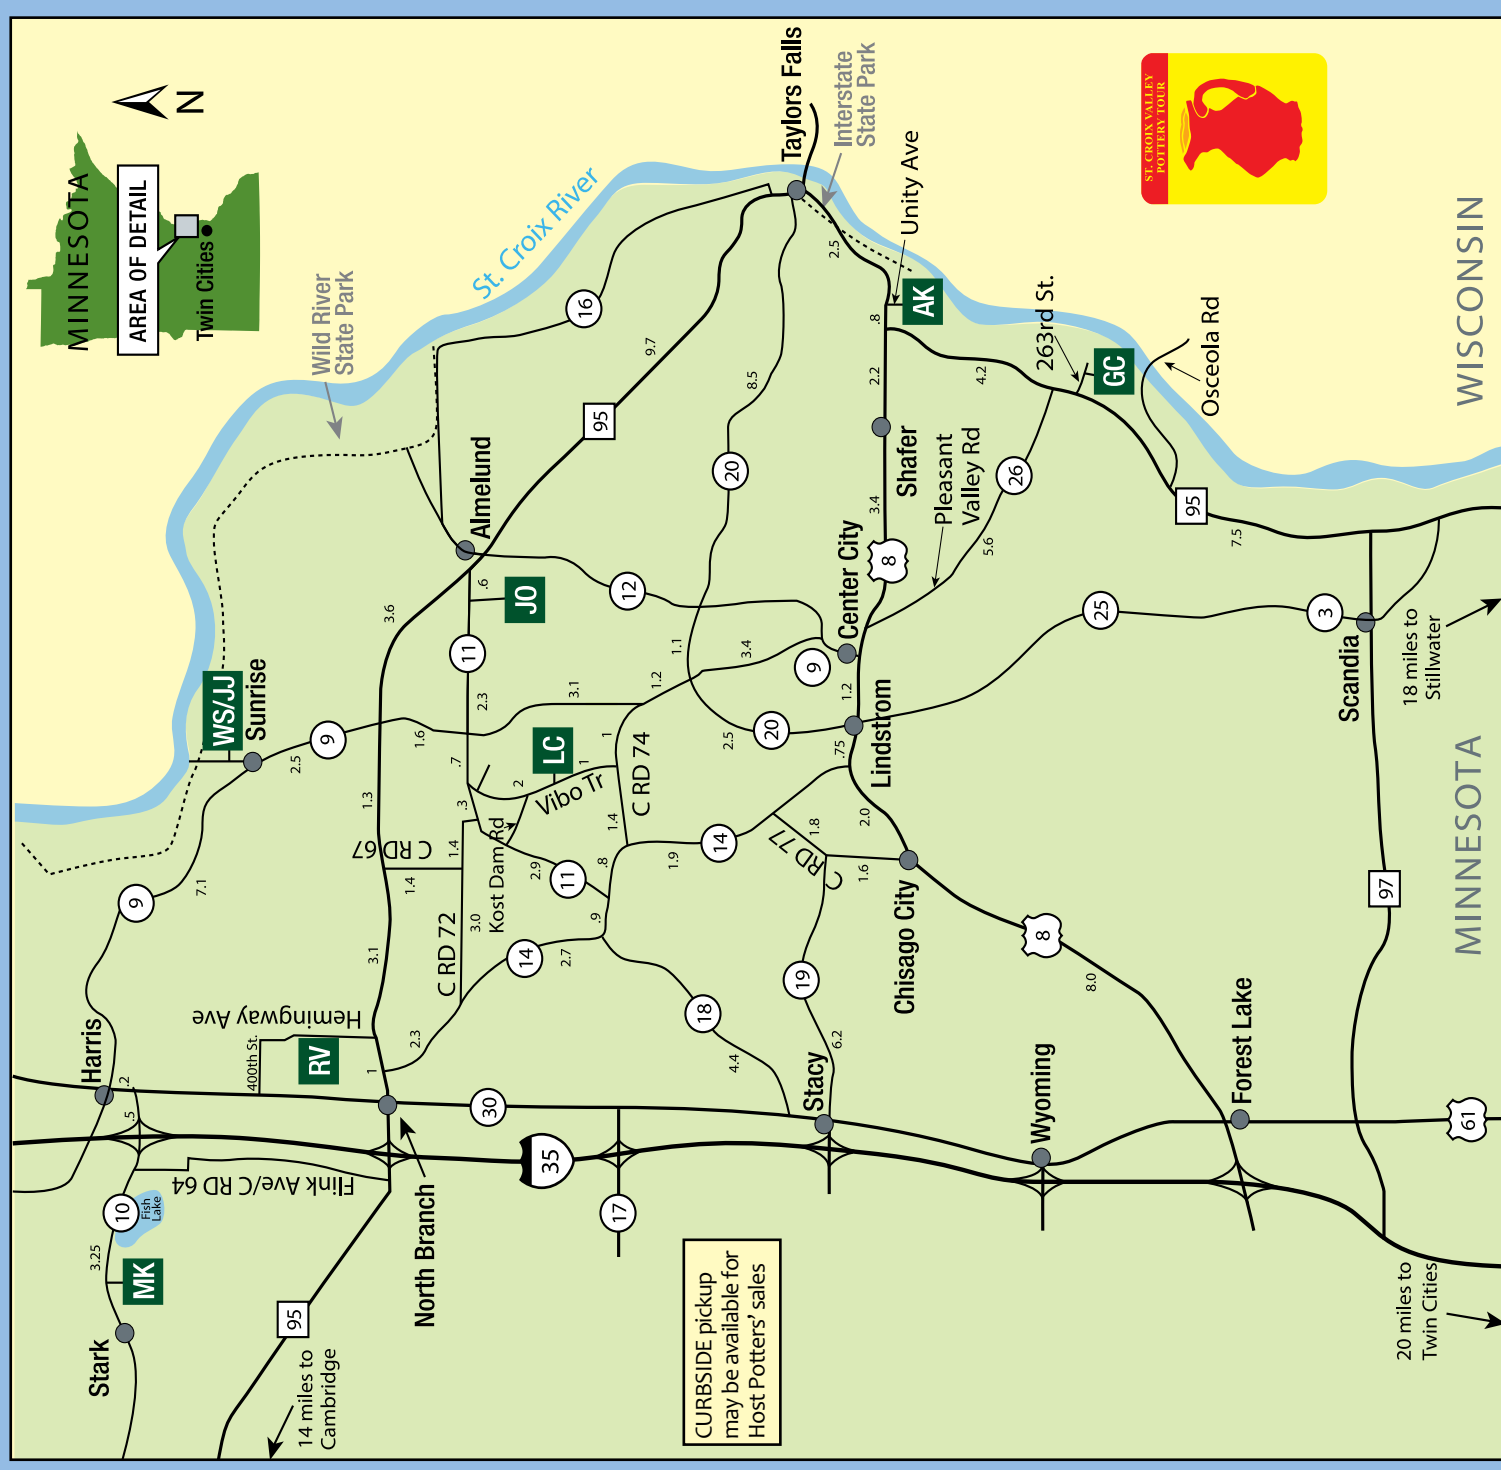 MINNESOTA
AREA OF DETAIL
Twin Cities
N
Wild River
State Park
St. Croix River
Taylors Falls
Interstate
State Park
Unity Ave
ST. CROIX VALLEY
POTTERY TOUR
WISCONSIN
16
9.7
95
8.5
20
2.5
.8
AK
2.2
4.2
263rd St.
GC
Osceola Rd
Almelund
Shafer
Pleasant
Valley Rd
26
3.4
5.6
8
95
7.5
.6
JO
12
3.6
11
Center City
25
3
Scandia
18 miles to
Stillwater
WS/JJ
Sunrise
9
2.5
1.6
2.3
3.1
1.2
1.1
3.4
9
1.2
Lindstrom
20
2.5
.75
.7
LC
2
1
Vibo Tr
1
C RD 74
1.3
.3
Kost Dam Rd
1.4
14
1.9
C RD 77
1.8
2.0
1.6
Chisago City
MINNESOTA
7.1
9
C RD 67
1.4
1.4
C RD 72
3.0
2.9
11
.8
.9
3.1
14
2.7
2.3
18
4.4
19
6.2
8
8.0
97
Harris
Hemingway Ave
400th St.
RV
1
.2
.5
30
Stacy
Wyoming
Forest Lake
61
35
17
Flink Ave/C RD 64
10
Fish
Lake
3.25
MK
Stark
95
North Branch
14 miles to
Cambridge
CURBSIDE pickup
may be available for
Host Potters’ sales
20 miles to
Twin Cities